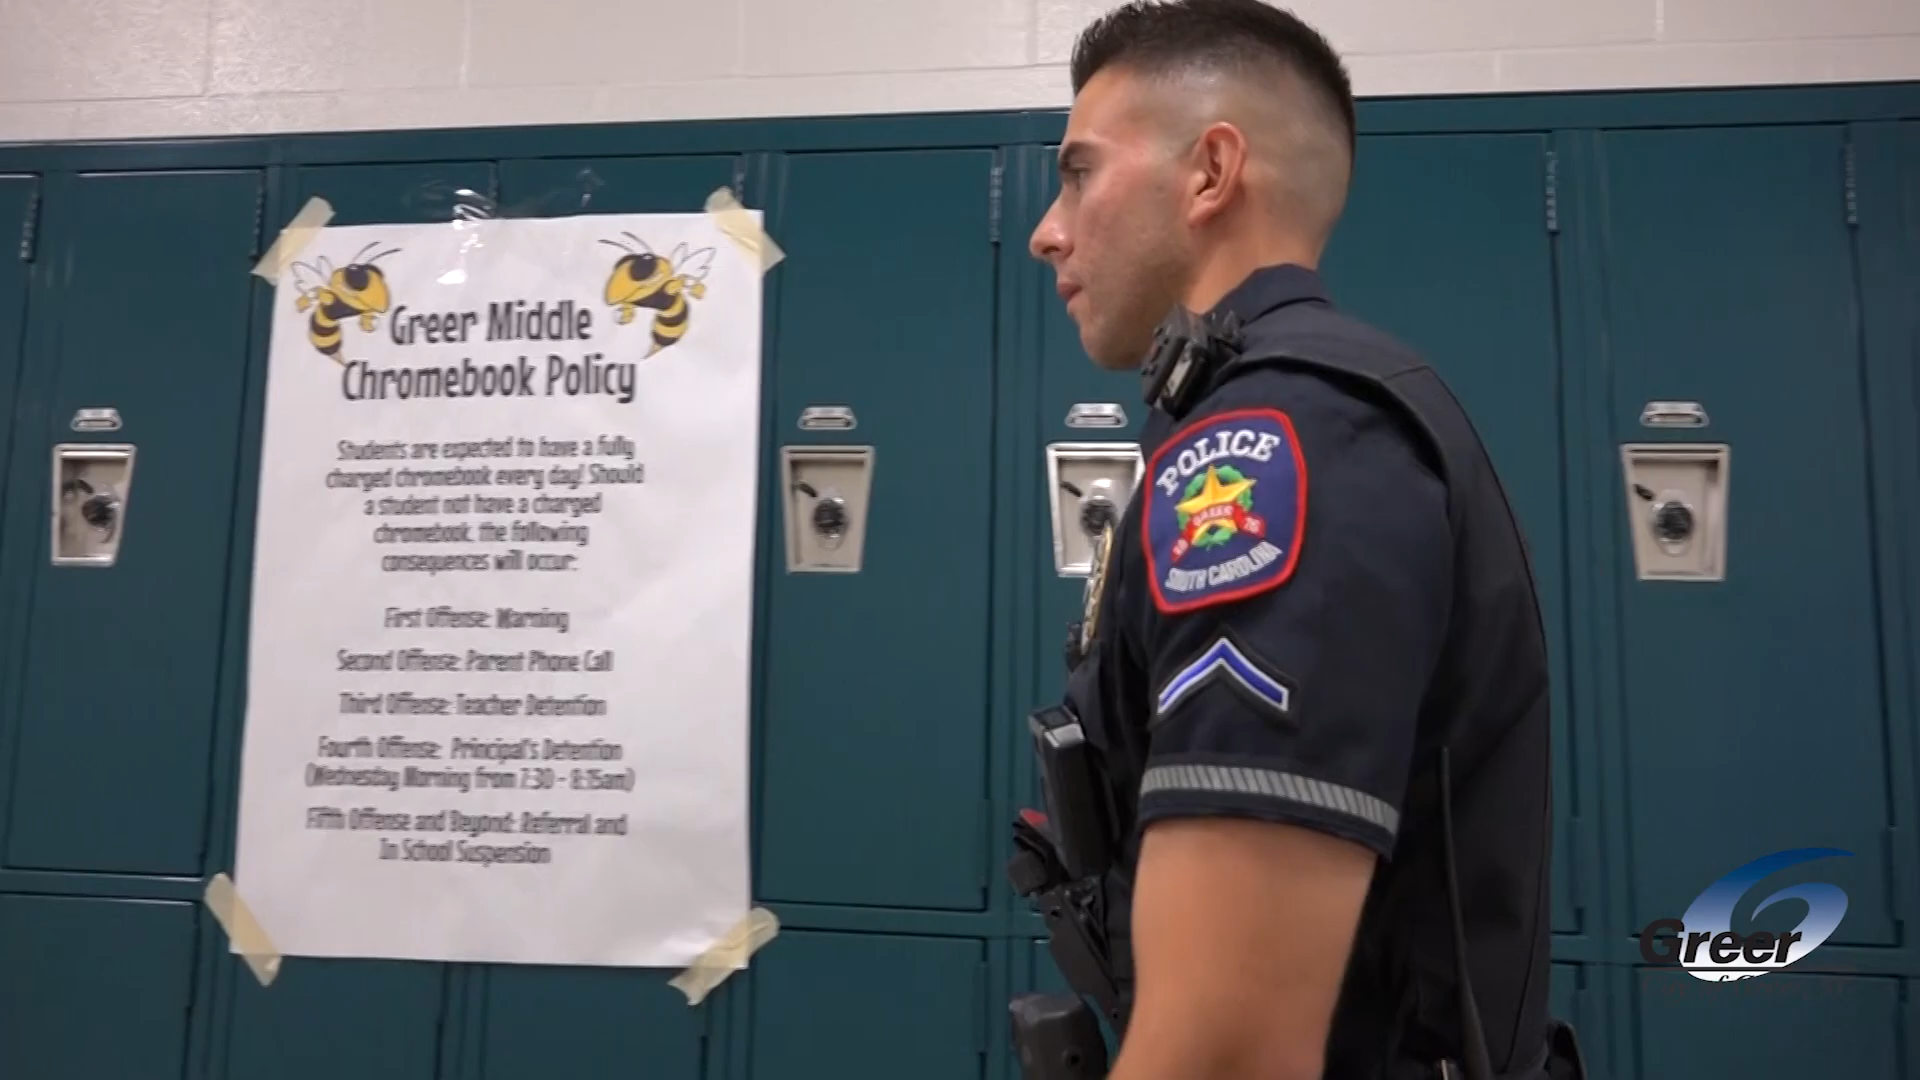 Greer Middle
Chromebook Policy
Students are expected to have a fully
charged chromebook every day! Should
a student not have a charged
chromebook, the following
consequences will occur:
First Offense: Warning
Second Offense: Parent Phone Call
Third Offense: Teacher Detention
Fourth Offense: Principal's Detention
(Wednesday Morning from 7:30 - 8:15am)
Fifth Offense and Beyond: Referral and
In School Suspension
POLICE
GREER
18 76
SOUTH CAROLINA
Greer